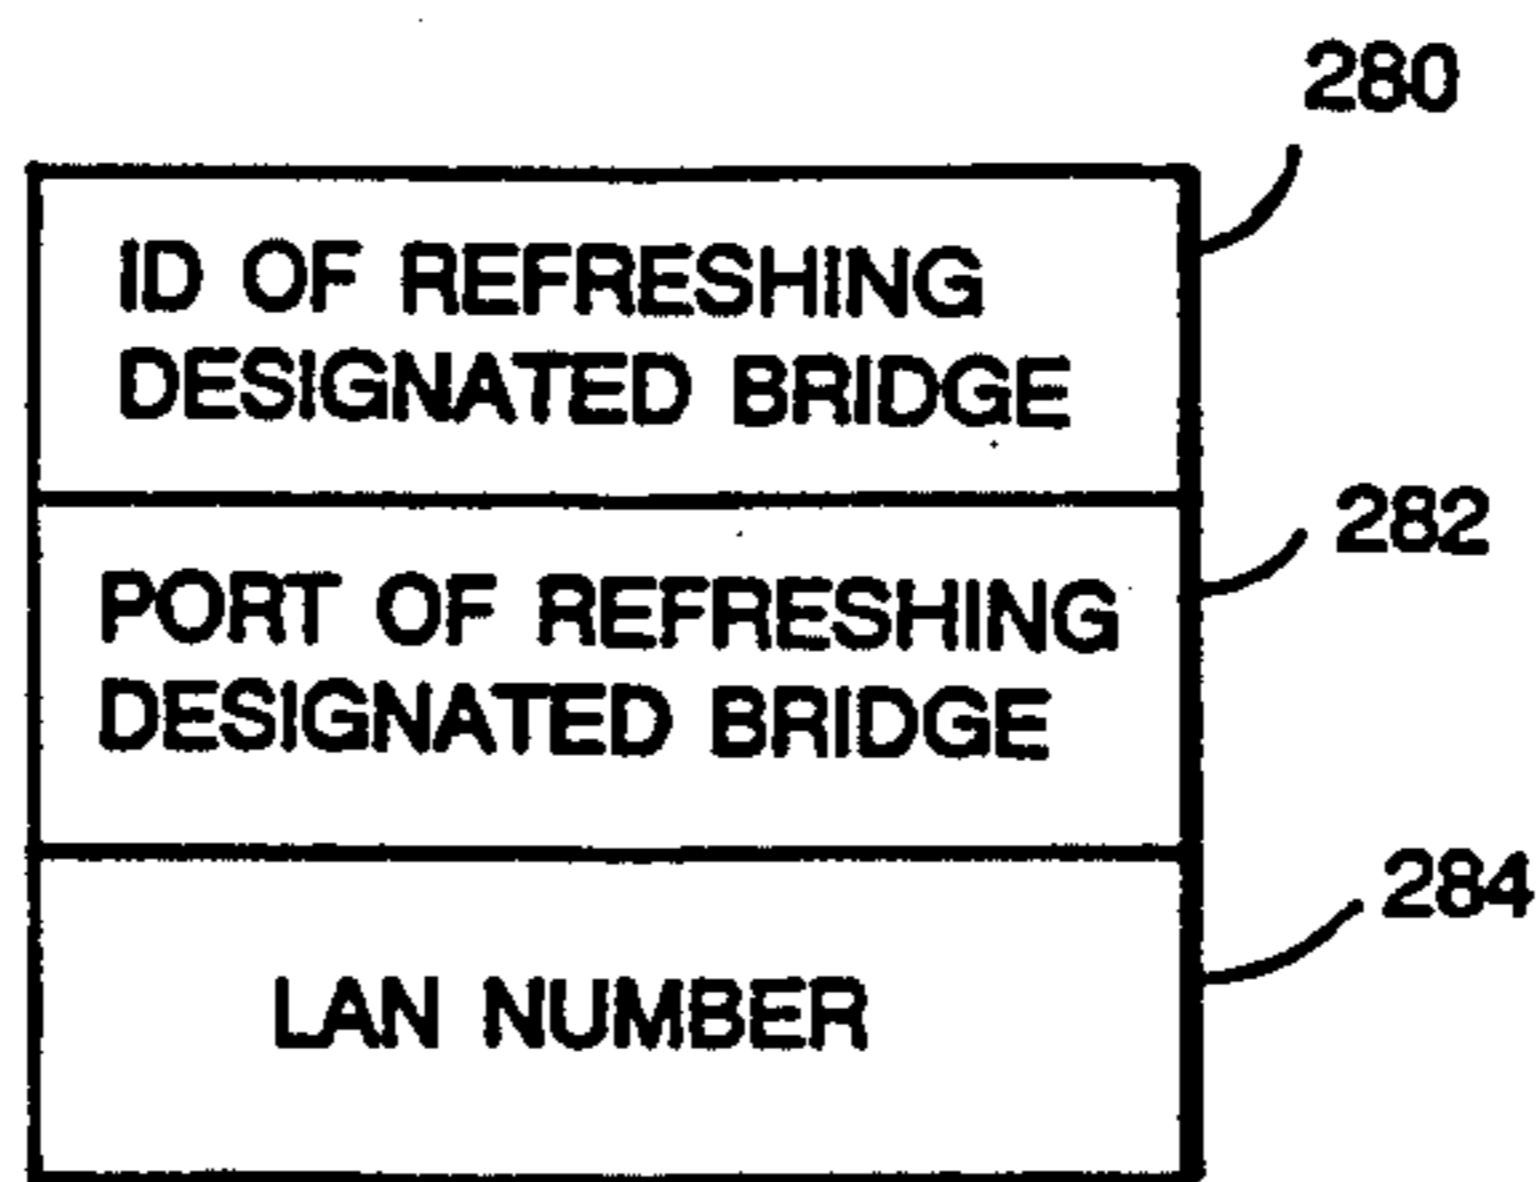 280
ID OF REFRESHING
DESIGNATED BRIDGE
282
PORT OF REFRESHING
DESIGNATED BRIDGE
284
LAN NUMBER